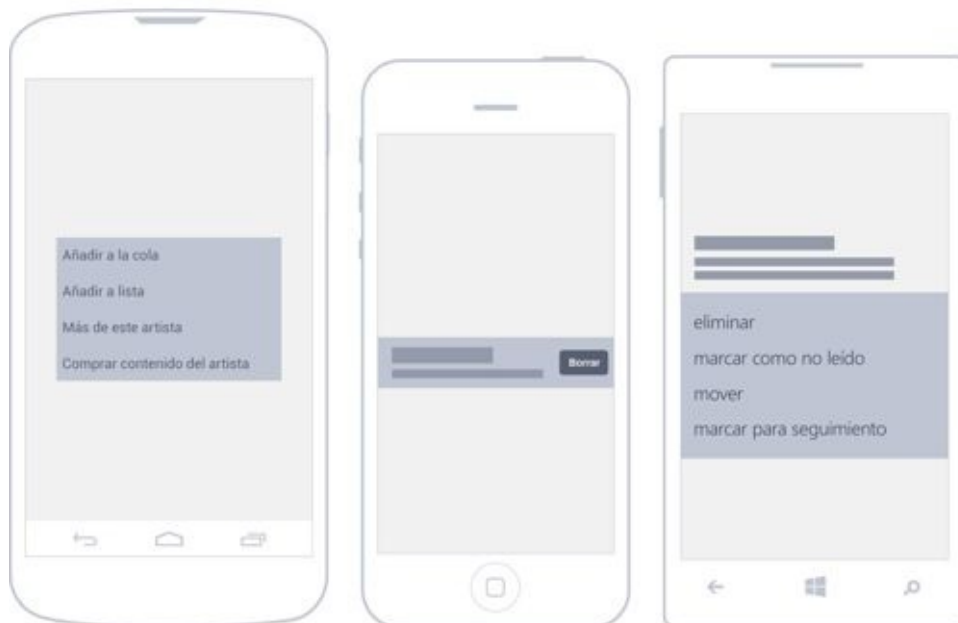 Añadir a la cola
Añadir a lista
Más de este artista
Comprar contenido del artista
Borrar
eliminar
marcar como no leído
mover
marcar para seguimiento